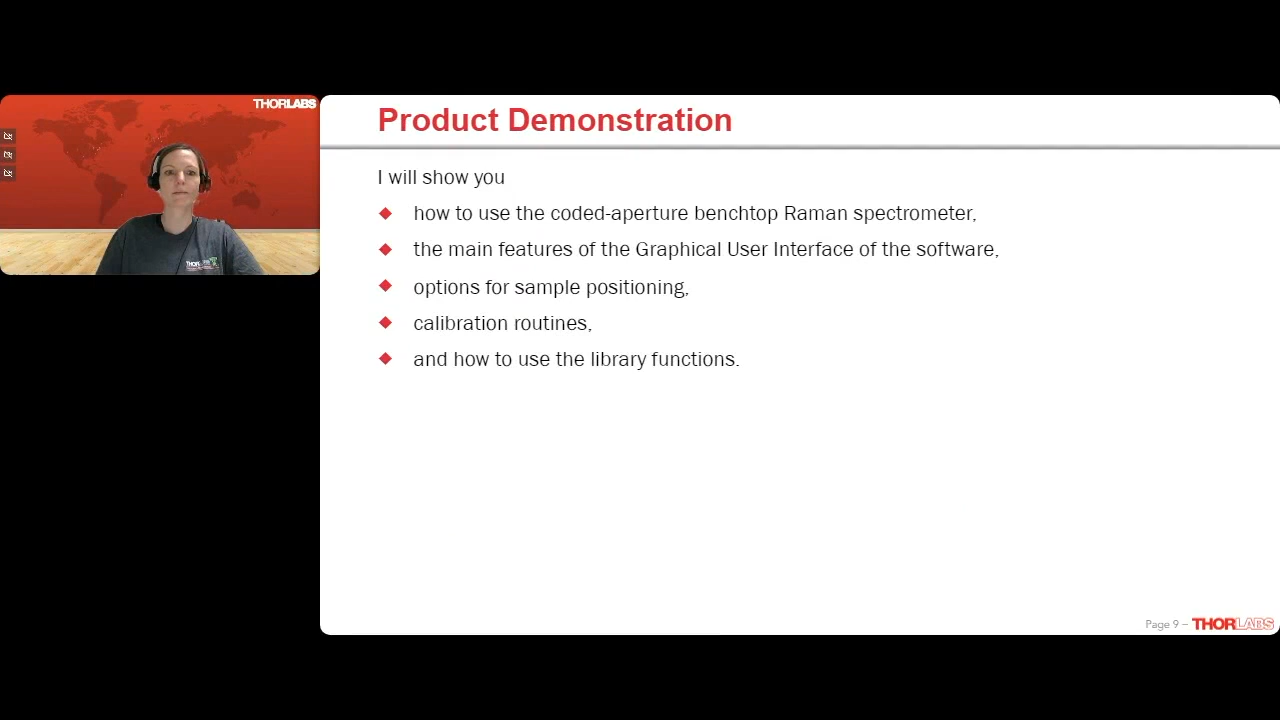 THORLABS
Product Demonstration
I will show you
how to use the coded-aperture benchtop Raman spectrometer,
the main features of the Graphical User Interface of the software,
options for sample positioning,
calibration routines,
and how to use the library functions.
Page 9 – THORLABS